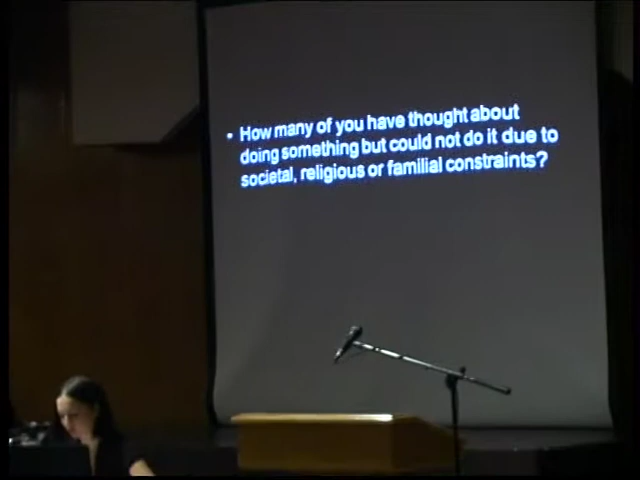 • How many of you have thought about
doing something but could not do it due to
societal, religious or familial constraints?